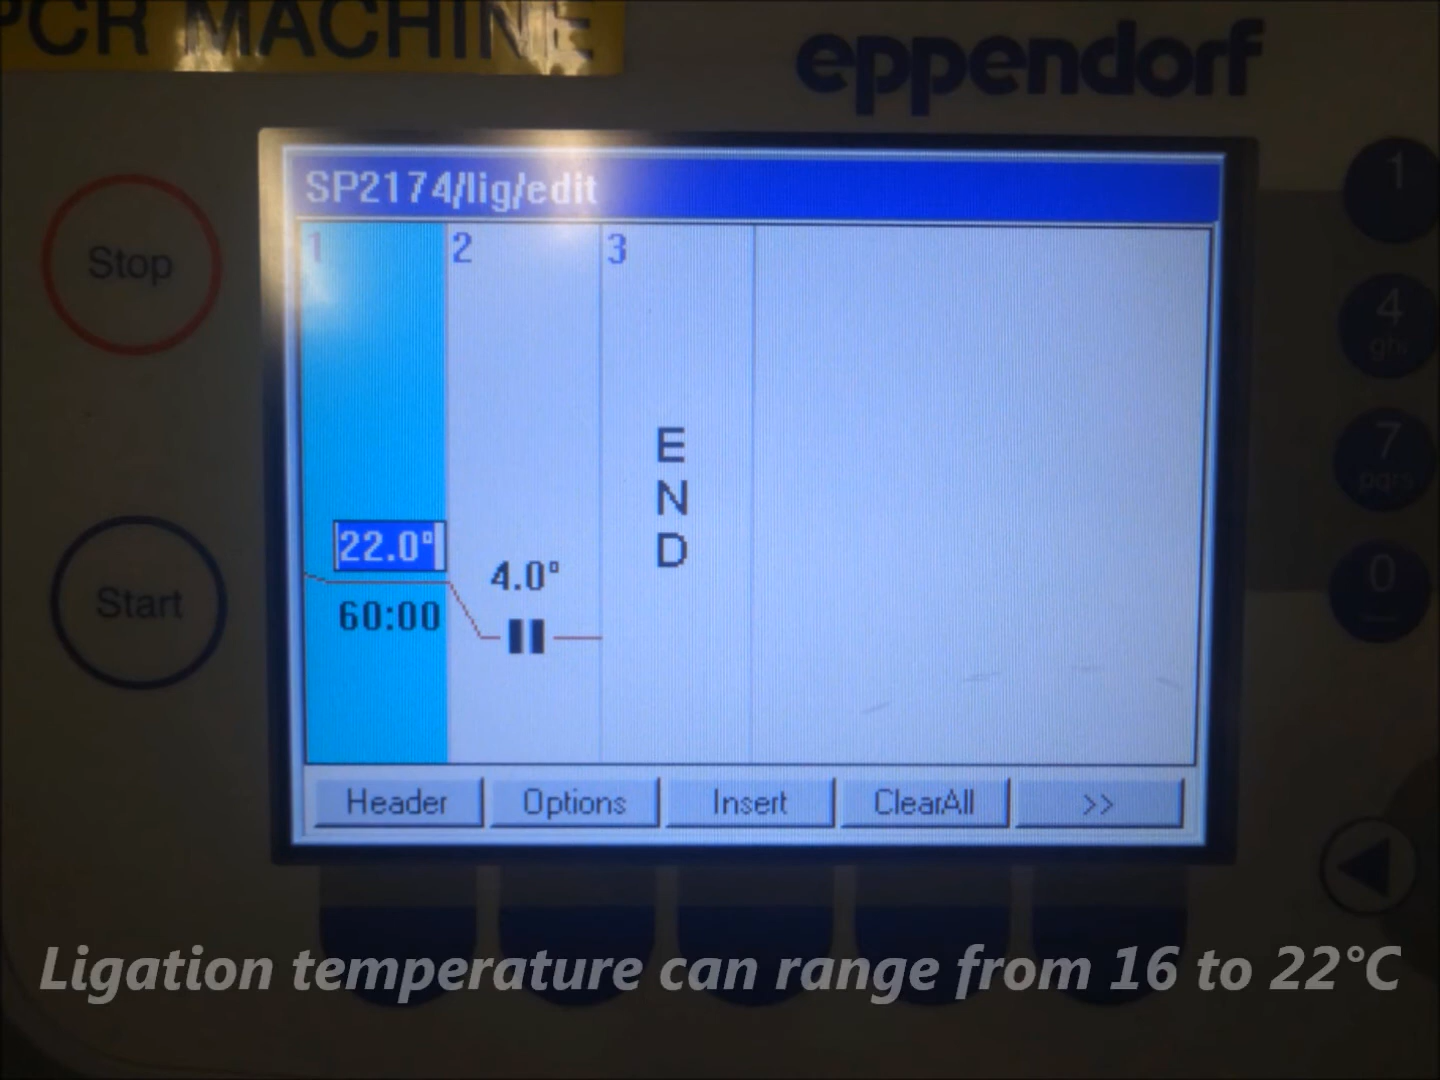 PCR MACHINE
eppendorf
SP2174/lig/edit
1 2 3
Stop
Start
22.0°
60:00
4.0°
E
N
D
Header Options Insert ClearAll >>
1
4
ghi
7
pqrs
0
Ligation temperature can range from 16 to 22°C